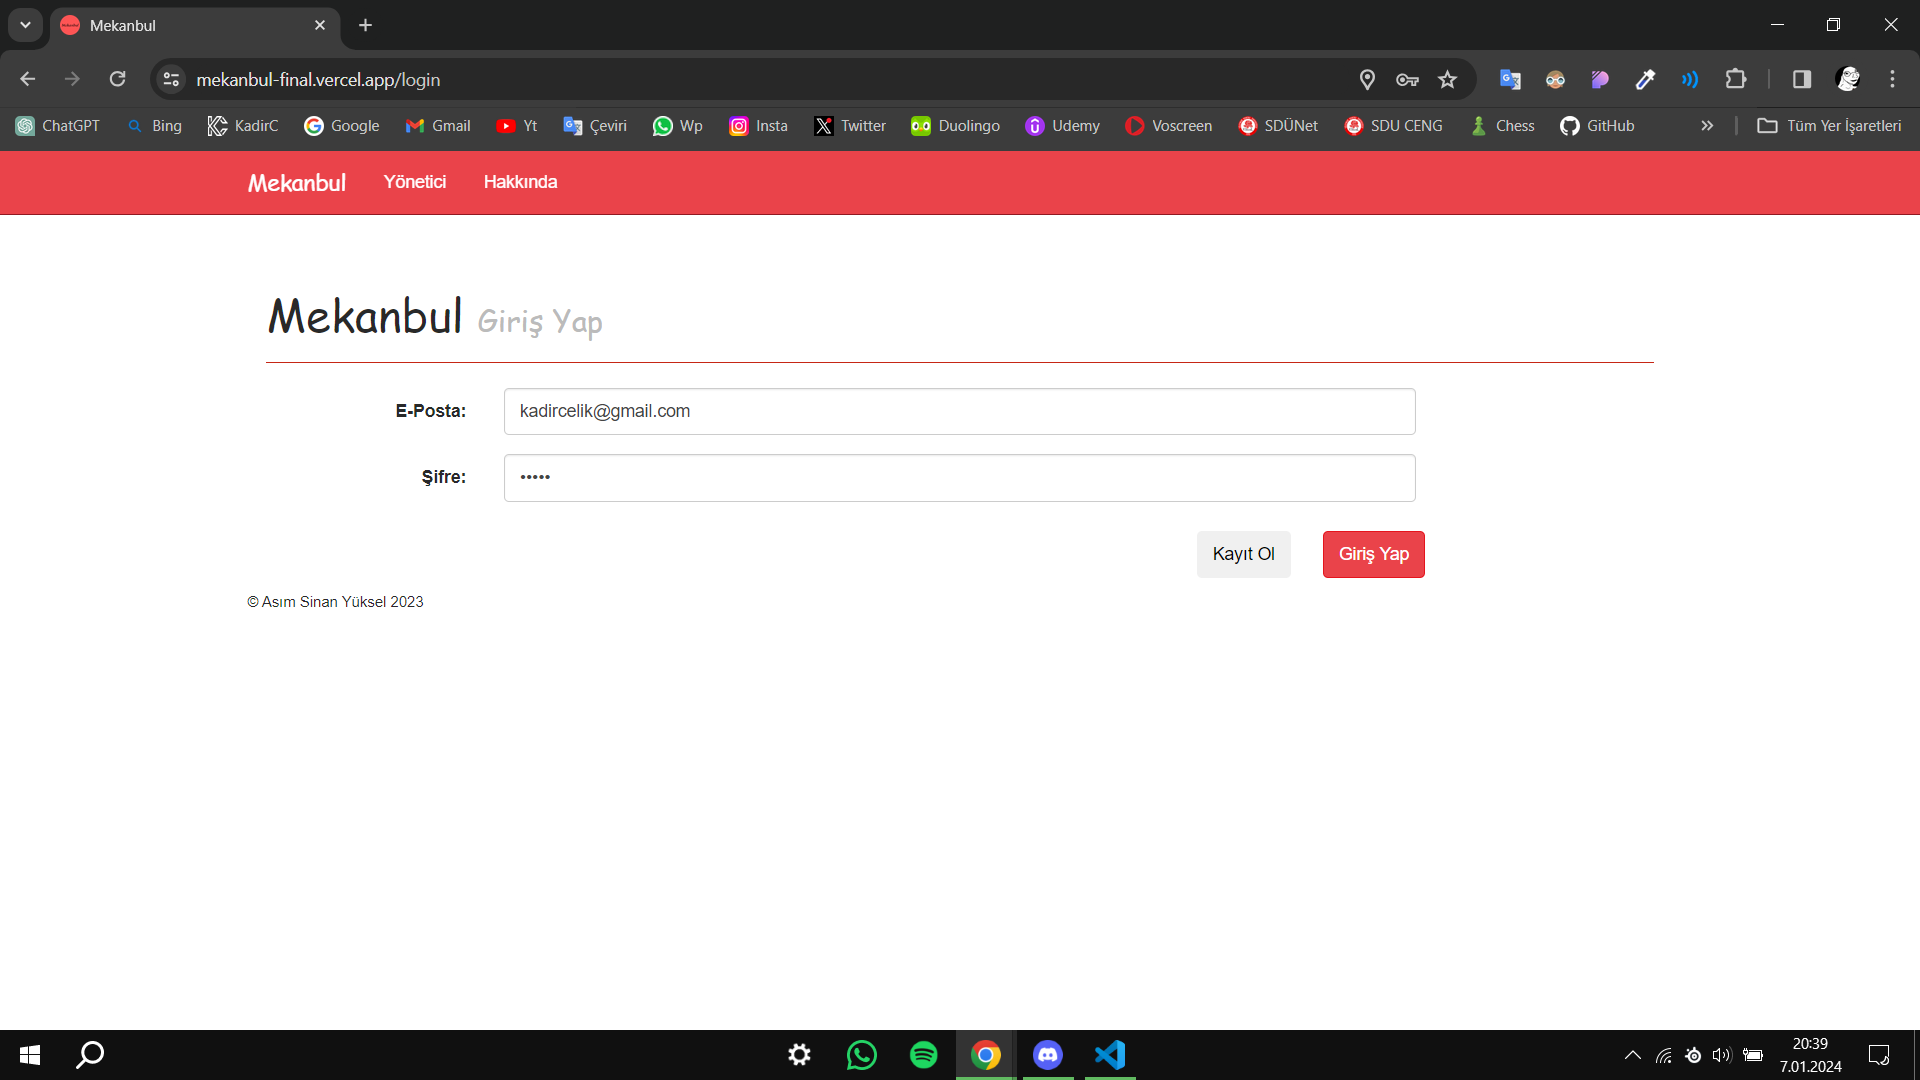 Mekanbul
mekanbul-final.vercel.app/login
ChatGPT Bing KadirC Google Gmail Yt Çeviri Wp Insta Twitter Duolingo Udemy Voscreen SDÜNet SDU CENG Chess GitHub » Tüm Yer İşaretleri
Mekanbul Yönetici Hakkında
Mekanbul Giriş Yap
E-Posta: kadircelik@gmail.com
Şifre: •••••
Kayıt Ol Giriş Yap
© Asım Sinan Yüksel 2023
20:39
7.01.2024